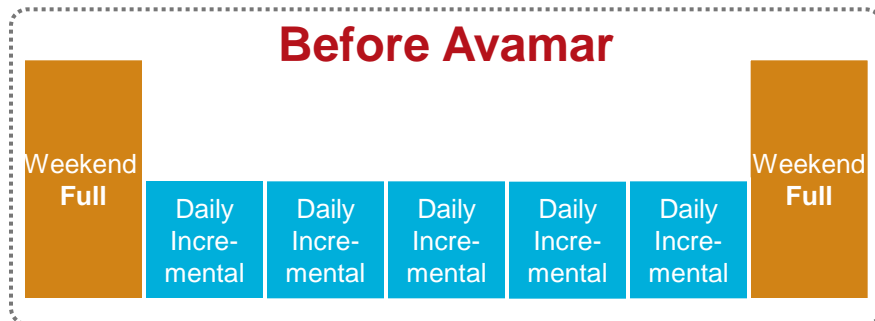 Before Avamar
Weekend
Full
Daily
Incre-
mental
Daily
Incre-
mental
Daily
Incre-
mental
Daily
Incre-
mental
Daily
Incre-
mental
Weekend
Full